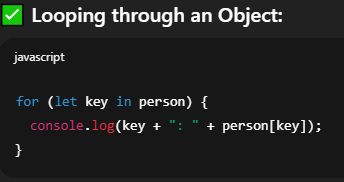 ✅ Looping through an Object:
javascript
for (let key in person) {
  console.log(key + ": " + person[key]);
}